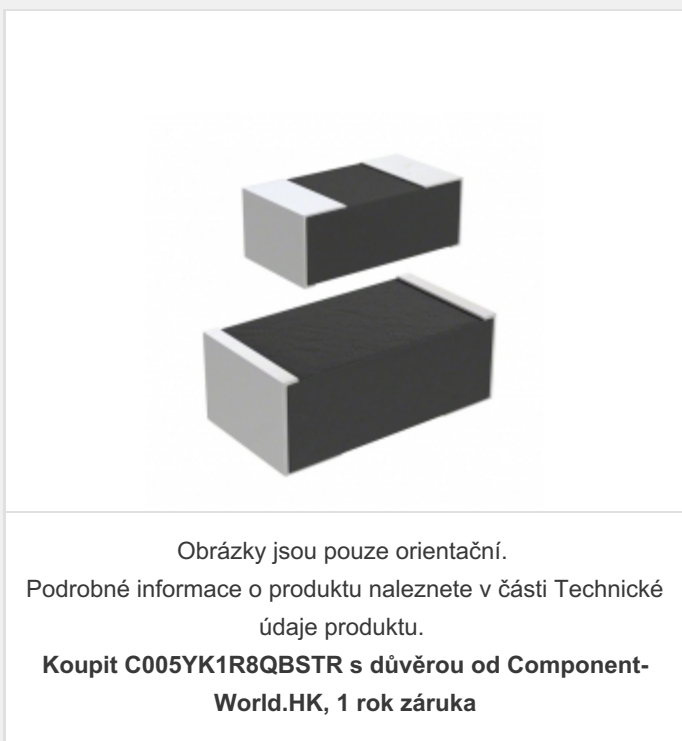 Obrázky jsou pouze orientační.
Podrobné informace o produktu naleznete v části Technické
údaje produktu.
Koupit C005YK1R8QBSTR s důvěrou od Component-
World.HK, 1 rok záruka